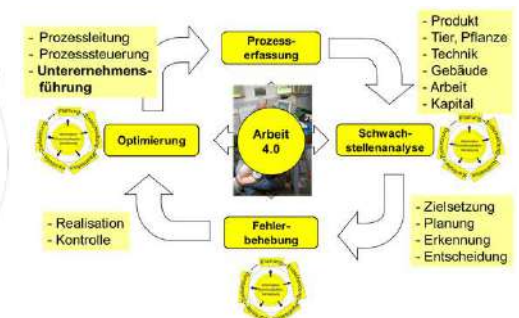 - Prozessleitung
- Prozesssteuerung
- Unterernehmens-
führung
Prozess-
erfassung
- Produkt
- Tier, Pflanze
- Technik
- Gebäude
- Arbeit
- Kapital
Optimierung
Arbeit
4.0
Schwach-
stellenanalyse
- Realisation
- Kontrolle
Fehler-
behebung
- Zielsetzung
- Planung
- Erkennung
- Entscheidung